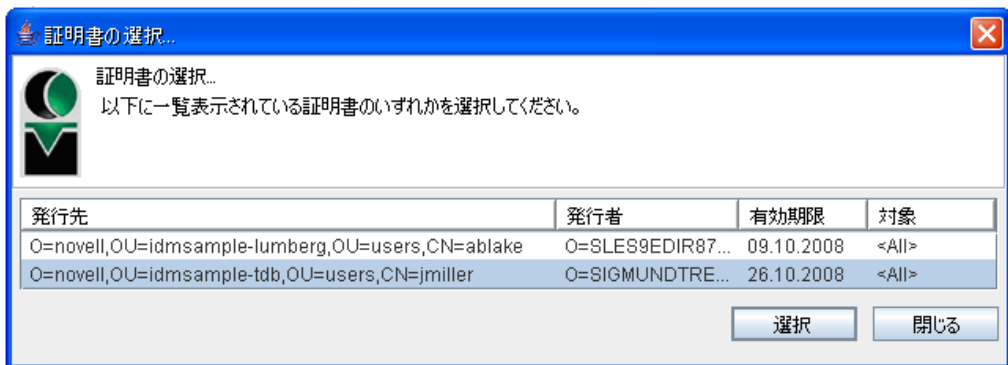 証明書の選択...
証明書の選択...
以下に一覧表示されている証明書のいずれかを選択してください。
発行先 発行者 有効期限 対象
O=novell,OU=idmsample-lumberg,OU=users,CN=ablake O=SLES9EDIR87... 09.10.2008 <All>
O=novell,OU=idmsample-tdb,OU=users,CN=jmiller O=SIGMUNDTRE... 26.10.2008 <All>
選択 閉じる